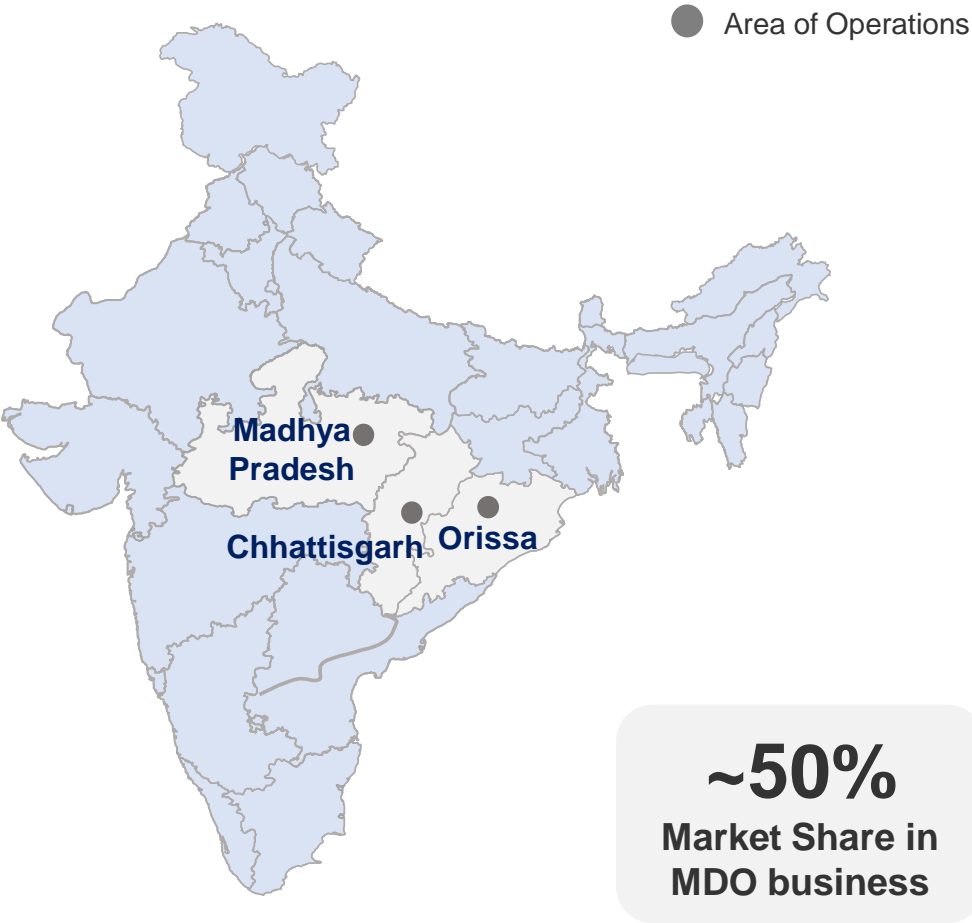 Area of Operations
Madhya
Pradesh
Chhattisgarh
Orissa
~50%
Market Share in
MDO business